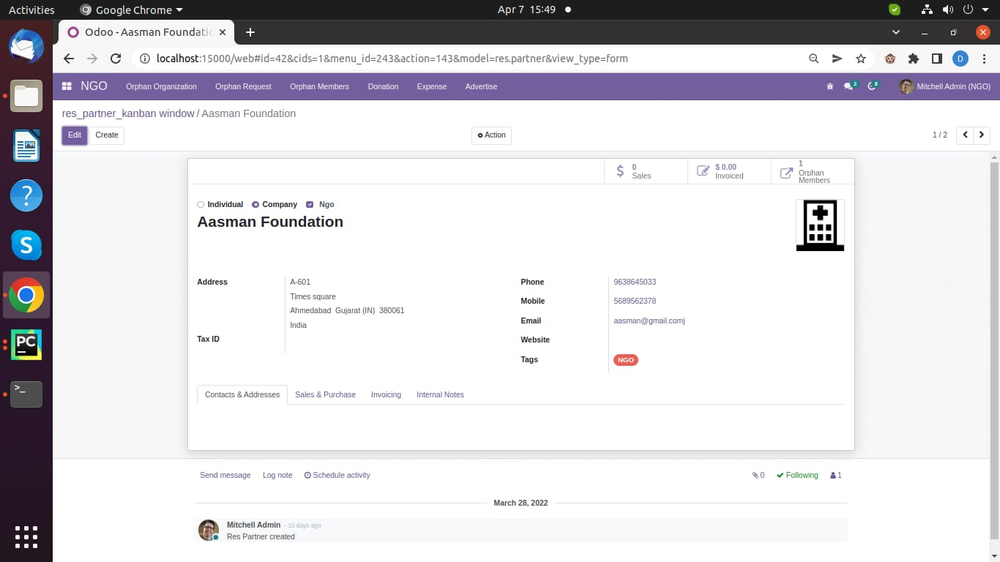 Activities Google Chrome Apr 7 15:49
Odoo - Aasman Foundatio
localhost:15000/web#id=42&cids=1&menu_id=243&action=143&model=res.partner&view_type=form D
NGO Orphan Organization Orphan Request Orphan Members Donation Expense Advertise 2 8 Mitchell Admin (NGO)
res_partner_kanban window / Aasman Foundation
Edit Create Action 1 / 2
0
Sales
$ 0.00
Invoiced
1
Orphan
Members
Individual Company Ngo
Aasman Foundation
Address A-601
Times square
Ahmedabad Gujarat (IN) 380061
India
Tax ID
Phone 9638645033
Mobile 5689562378
Email aasman@gmail.comj
Website
Tags NGO
Contacts & Addresses Sales & Purchase Invoicing Internal Notes
Send message Log note Schedule activity 0 Following 1
March 28, 2022
Mitchell Admin - 10 days ago
Res Partner created
?
S
PC
>_